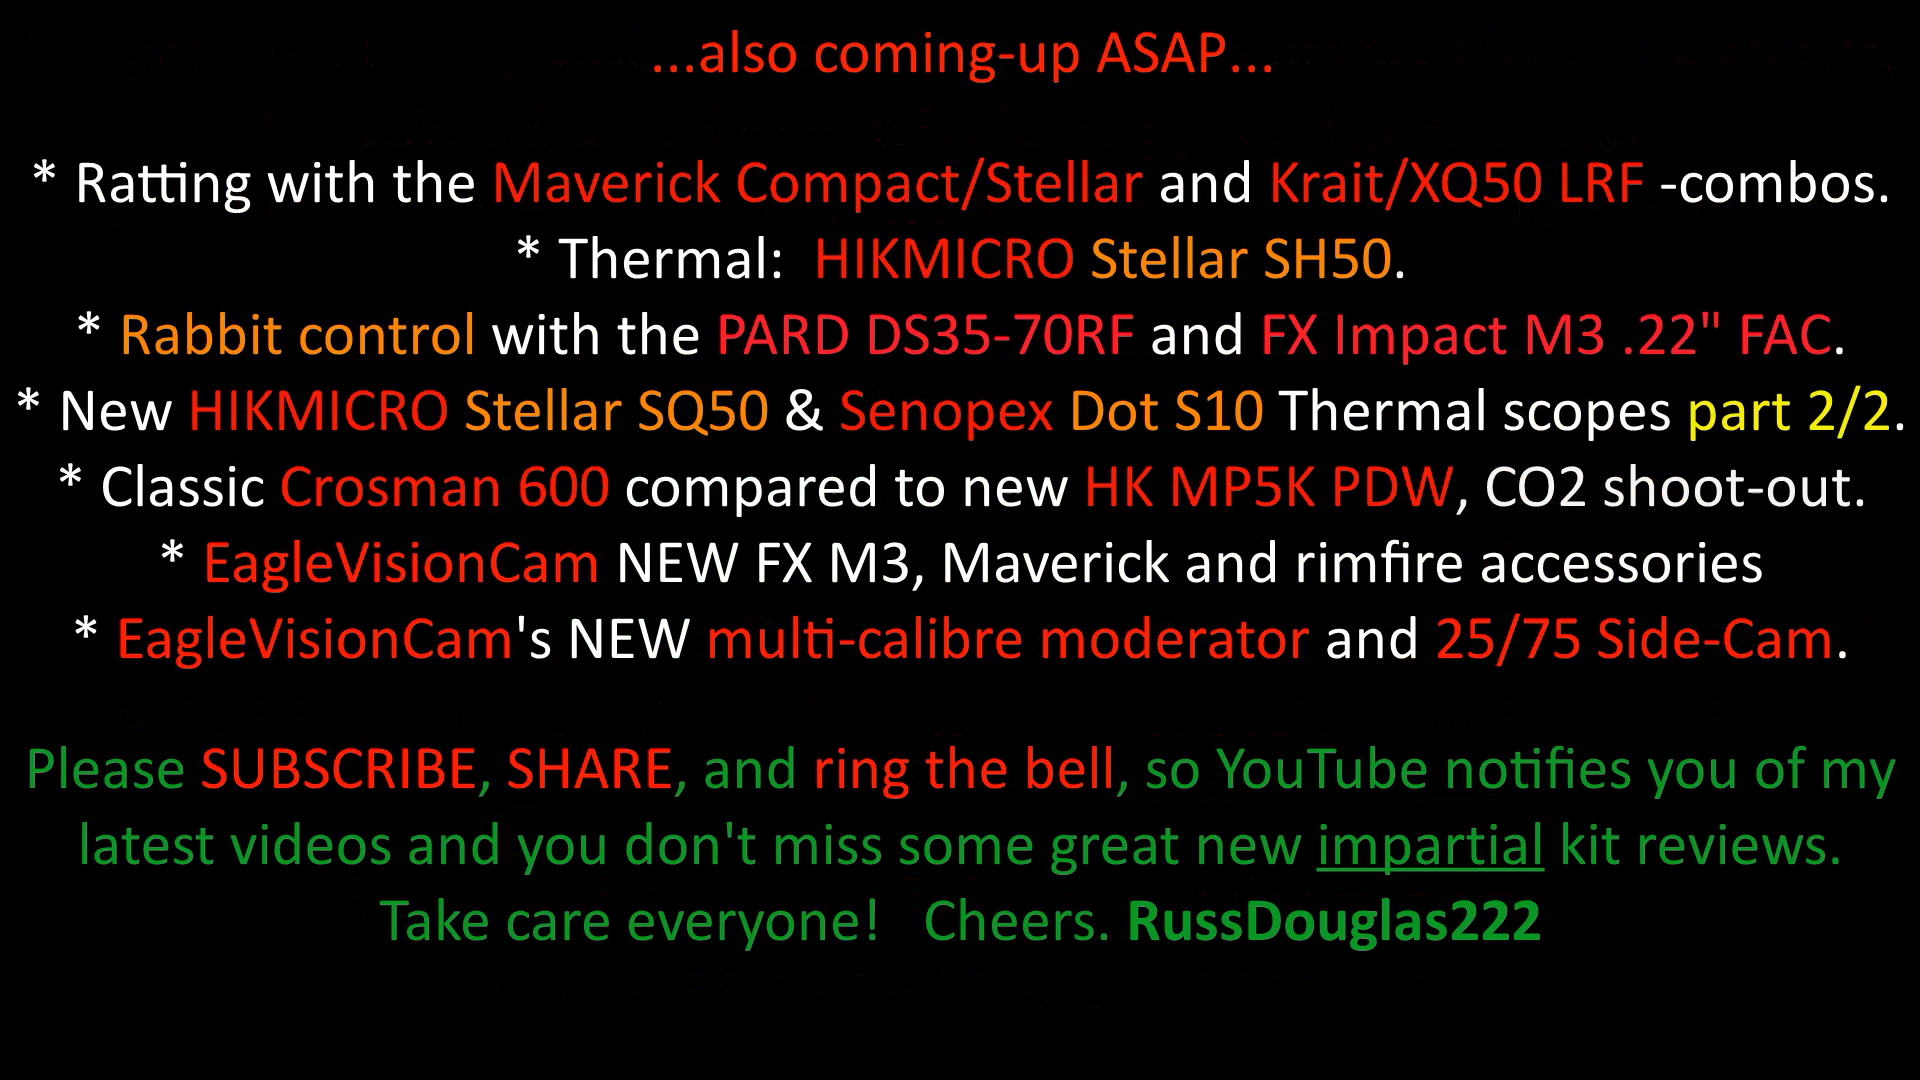 ...also coming-up ASAP...
* Ratting with the Maverick Compact/Stellar and Krait/XQ50 LRF -combos.
* Thermal:  HIKMICRO Stellar SH50.
* Rabbit control with the PARD DS35-70RF and FX Impact M3 .22" FAC.
* New HIKMICRO Stellar SQ50 & Senopex Dot S10 Thermal scopes part 2/2.
* Classic Crosman 600 compared to new HK MP5K PDW, CO2 shoot-out.
* EagleVisionCam NEW FX M3, Maverick and rimfire accessories
* EagleVisionCam's NEW multi-calibre moderator and 25/75 Side-Cam.
Please SUBSCRIBE, SHARE, and ring the bell, so YouTube notifies you of my
latest videos and you don't miss some great new impartial kit reviews.
Take care everyone!   Cheers. RussDouglas222